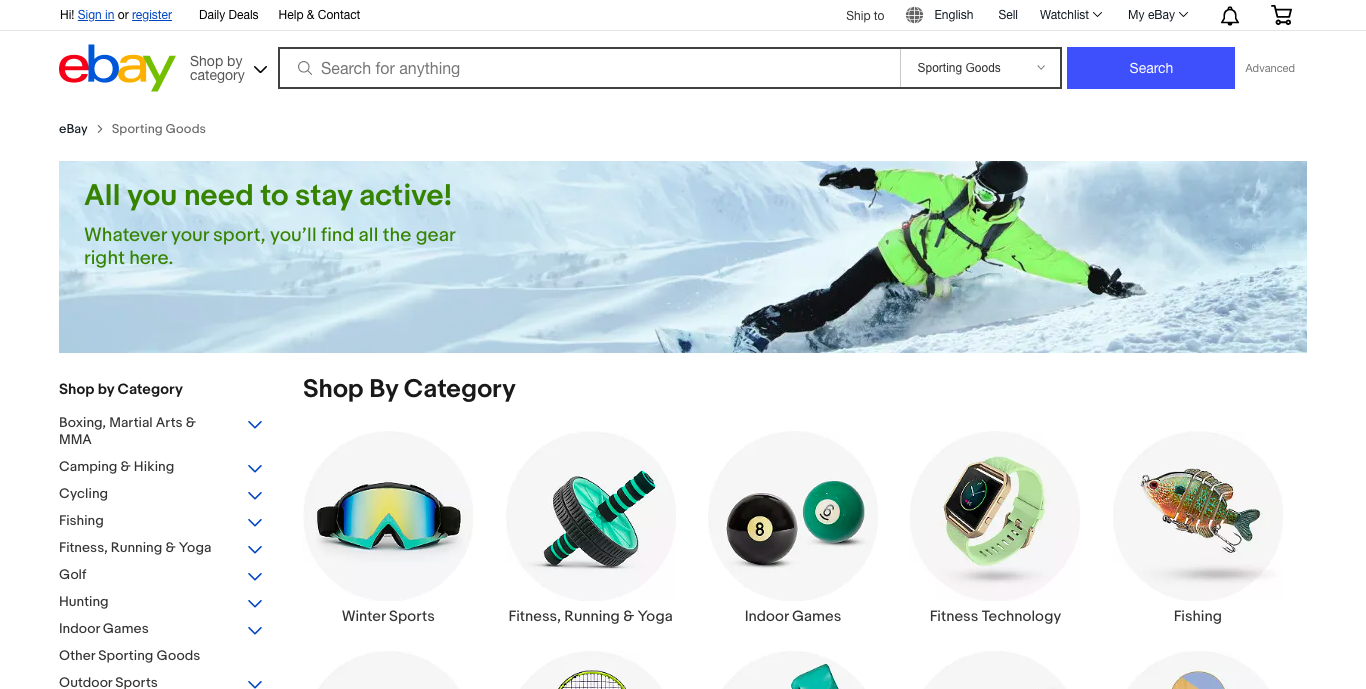 Hi! Sign in or register
Daily Deals
Help & Contact
Ship to
English
Sell
Watchlist
My eBay
ebay
Shop by
category
Search for anything
Sporting Goods
Search
Advanced
eBay
Sporting Goods
All you need to stay active!
Whatever your sport, you'll find all the gear
right here.
Shop by Category
Boxing, Martial Arts &
MMA
Camping & Hiking
Cycling
Fishing
Fitness, Running & Yoga
Golf
Hunting
Indoor Games
Other Sporting Goods
Outdoor Sports
Shop By Category
8
6
Winter Sports
Fitness, Running & Yoga
Indoor Games
Fitness Technology
Fishing